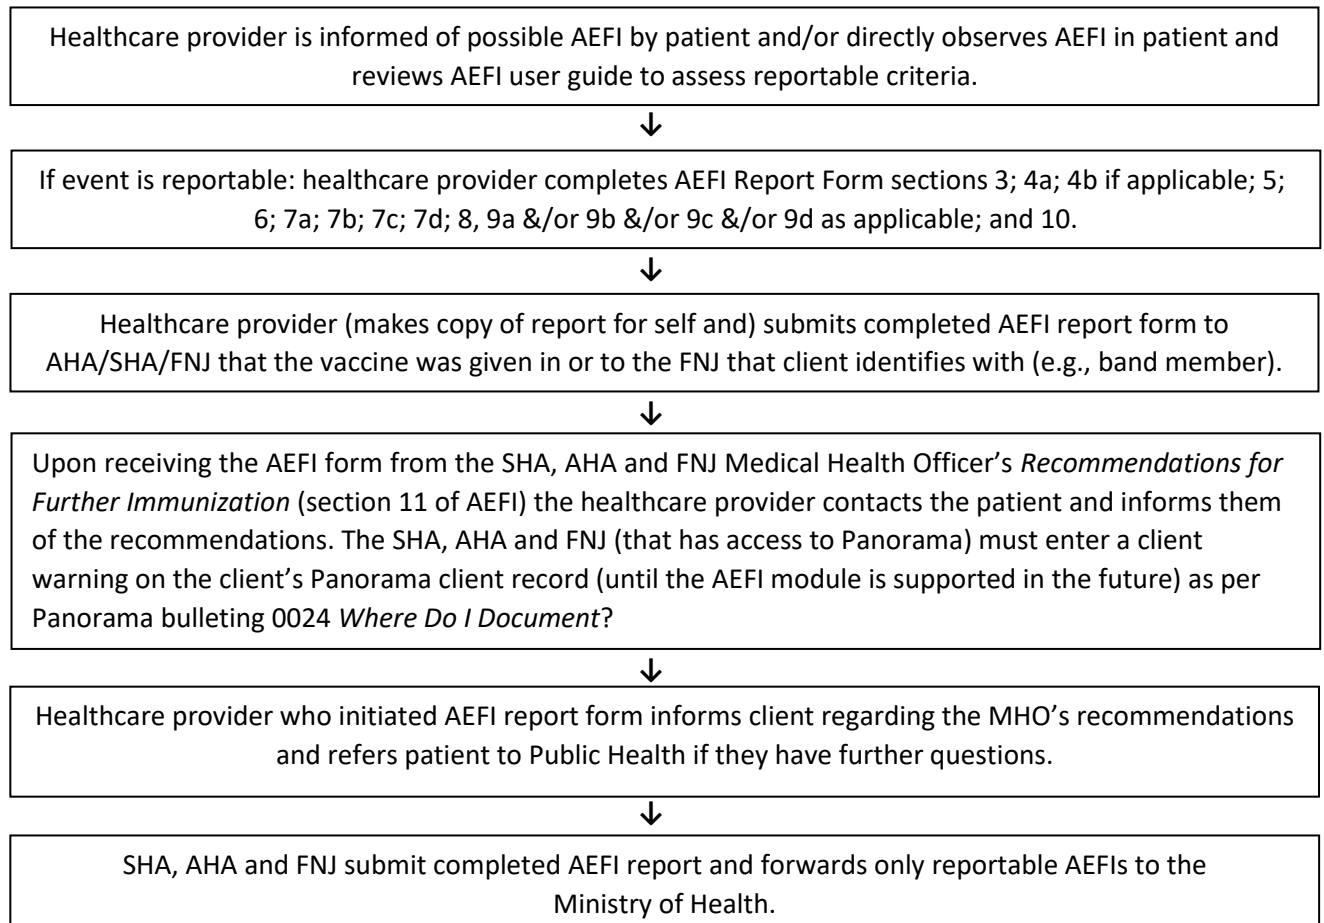 Healthcare provider is informed of possible AEFI by patient and/or directly observes AEFI in patient and
reviews AEFI user guide to assess reportable criteria.
↓
If event is reportable: healthcare provider completes AEFI Report Form sections 3; 4a; 4b if applicable; 5;
6; 7a; 7b; 7c; 7d; 8, 9a &/or 9b &/or 9c &/or 9d as applicable; and 10.
↓
Healthcare provider (makes copy of report for self and) submits completed AEFI report form to
AHA/SHA/FNJ that the vaccine was given in or to the FNJ that client identifies with (e.g., band member).
↓
Upon receiving the AEFI form from the SHA, AHA and FNJ Medical Health Officer’s Recommendations for
Further Immunization (section 11 of AEFI) the healthcare provider contacts the patient and informs them
of the recommendations. The SHA, AHA and FNJ (that has access to Panorama) must enter a client
warning on the client’s Panorama client record (until the AEFI module is supported in the future) as per
Panorama bulleting 0024 Where Do I Document?
↓
Healthcare provider who initiated AEFI report form informs client regarding the MHO’s recommendations
and refers patient to Public Health if they have further questions.
↓
SHA, AHA and FNJ submit completed AEFI report and forwards only reportable AEFIs to the
Ministry of Health.